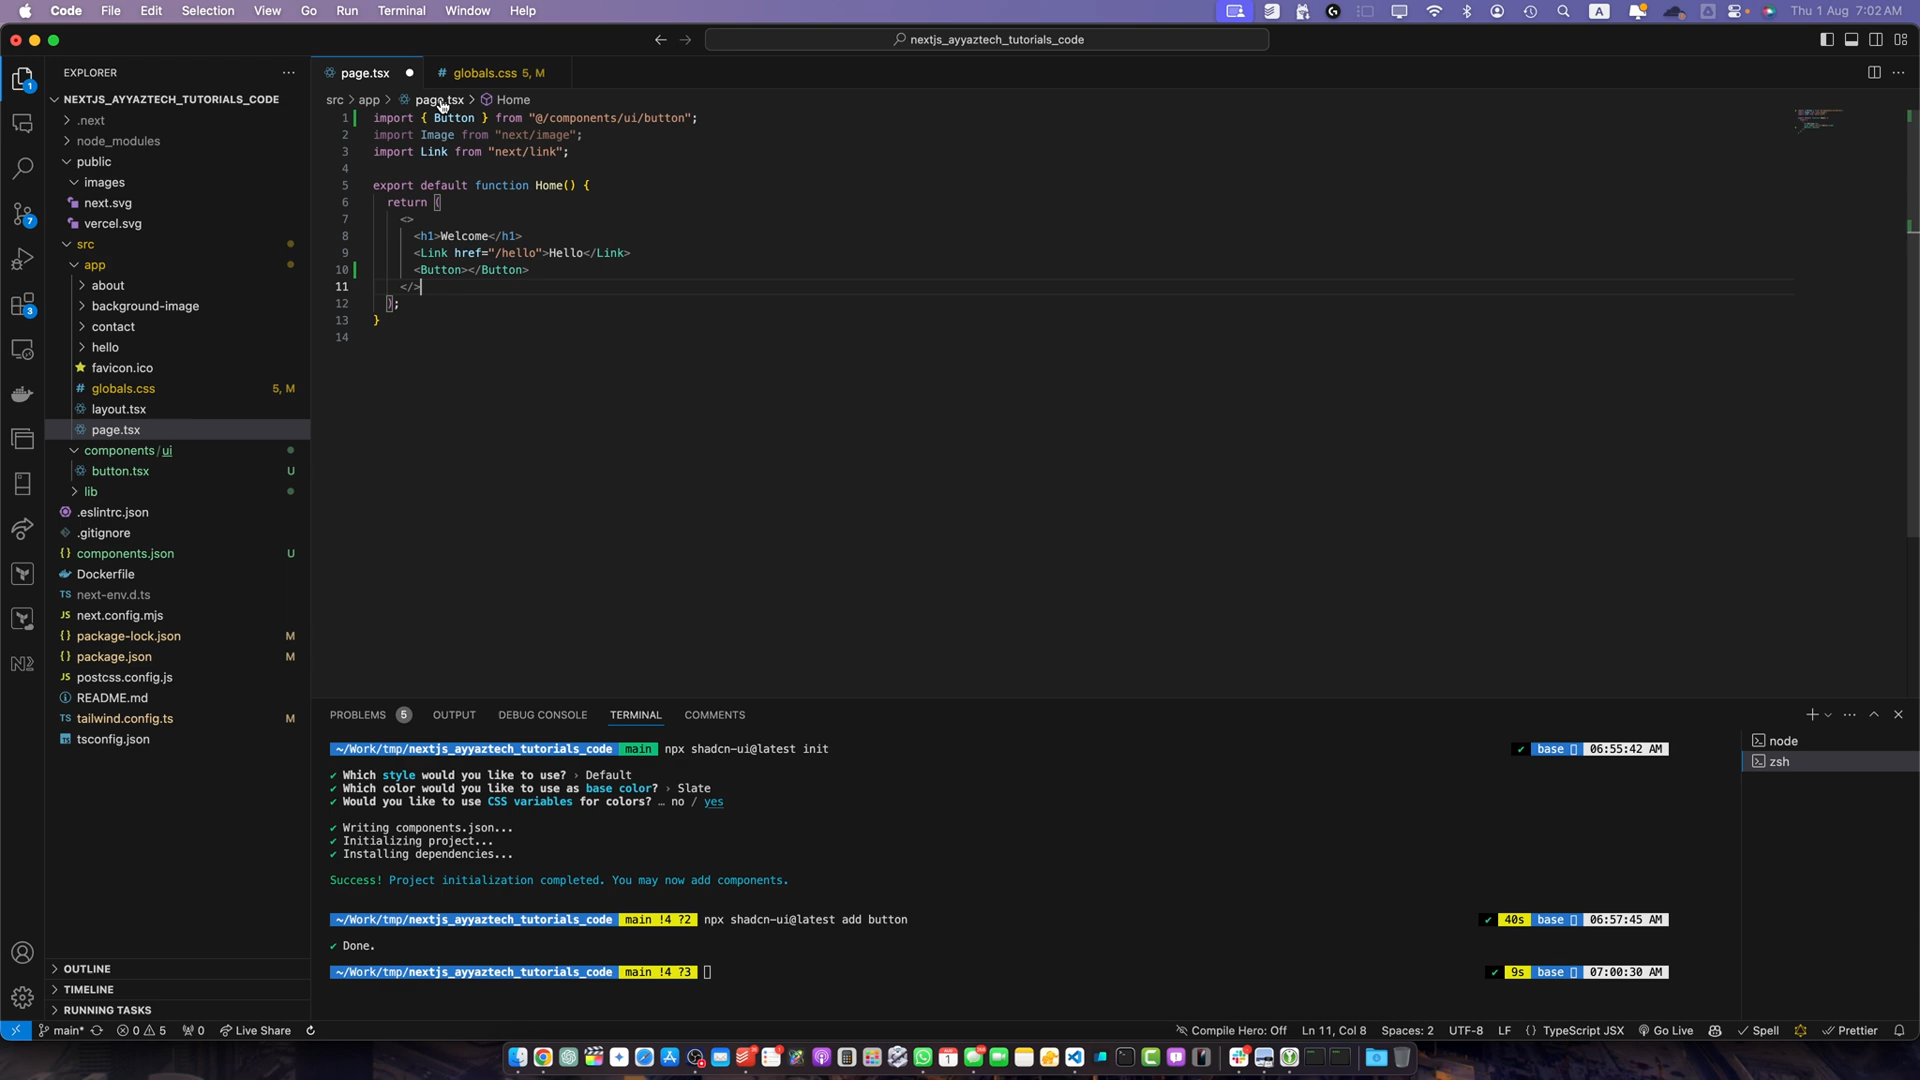 Code File Edit Selection View Go Run Terminal Window Help
A
Thu 1 Aug 7:02 AM
nextjs_ayyaztech_tutorials_code
EXPLORER
NEXTJS_AYYAZTECH_TUTORIALS_CODE
.next
node_modules
public
images
next.svg
vercel.svg
src
app
about
background-image
contact
hello
favicon.ico
globals.css 5, M
layout.tsx
page.tsx
components/ui
button.tsx U
lib
.eslintrc.json
.gitignore
components.json U
Dockerfile
next-env.d.ts
next.config.mjs
package-lock.json M
package.json M
postcss.config.js
README.md
tailwind.config.ts M
tsconfig.json
OUTLINE
TIMELINE
RUNNING TASKS
1
7
3
page.tsx
globals.css 5, M
src > app > page.tsx > Home
1 import { Button } from "@/components/ui/button";
2 import Image from "next/image";
3 import Link from "next/link";
4
5 export default function Home() {
6 return (
7 <>
8 <h1>Welcome</h1>
9 <Link href="/hello">Hello</Link>
10 <Button></Button>
11 </>
12 );
13 }
14
PROBLEMS 5 OUTPUT DEBUG CONSOLE TERMINAL COMMENTS
~/Work/tmp/nextjs_ayyaztech_tutorials_code main npx shadcn-ui@latest init ✔ base 06:55:42 AM
✔ Which style would you like to use? › Default
✔ Which color would you like to use as base color? › Slate
✔ Would you like to use CSS variables for colors? … no / yes
✔ Writing components.json...
✔ Initializing project...
✔ Installing dependencies...
Success! Project initialization completed. You may now add components.
~/Work/tmp/nextjs_ayyaztech_tutorials_code main !4 ?2 npx shadcn-ui@latest add button ✔ 40s base 06:57:45 AM
✔ Done.
~/Work/tmp/nextjs_ayyaztech_tutorials_code main !4 ?3 ✔ 9s base 07:00:30 AM
node
zsh
main* 0 5 0 Live Share
Compile Hero: Off Ln 11, Col 8 Spaces: 2 UTF-8 LF {} TypeScript JSX Go Live Spell Prettier